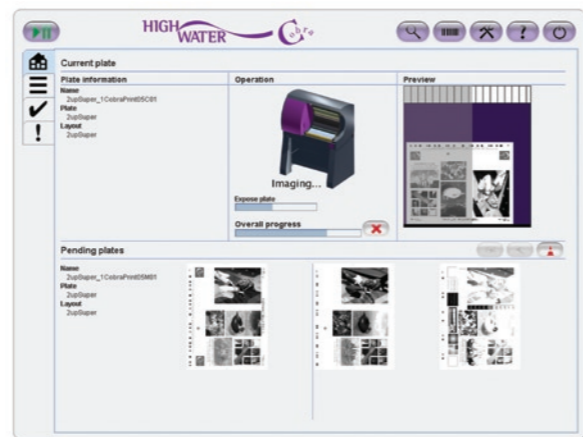 HIGH WATER Cobra
Current plate
Plate information
Operation
Preview
Name
2upSuper_1CobraPrint05C01
Plate
2upSuper
Layout
2upSuper
Imaging...
Expose plate
Overall progress
Pending plates
Name
2upSuper_1CobraPrint05M01
Plate
2upSuper
Layout
2upSuper